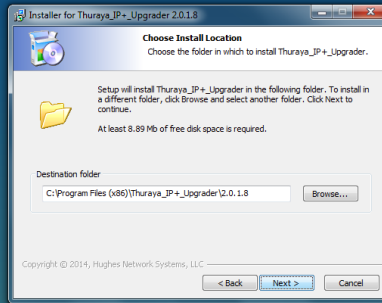 Installer for Thuraya_IP+_Upgrader 2.0.1.8
Choose Install Location
Choose the folder in which to install Thuraya_IP+_Upgrader.
Setup will install Thuraya_IP+_Upgrader in the following folder. To install in
a different folder, click Browse and select another folder. Click Next to
continue.
At least 8.89 Mb of free disk space is required.
Destination folder
C:\Program Files (x86)\Thuraya_IP+_Upgrader\2.0.1.8
Browse...
Copyright © 2014, Hughes Network Systems, LLC
< Back
Next >
Cancel